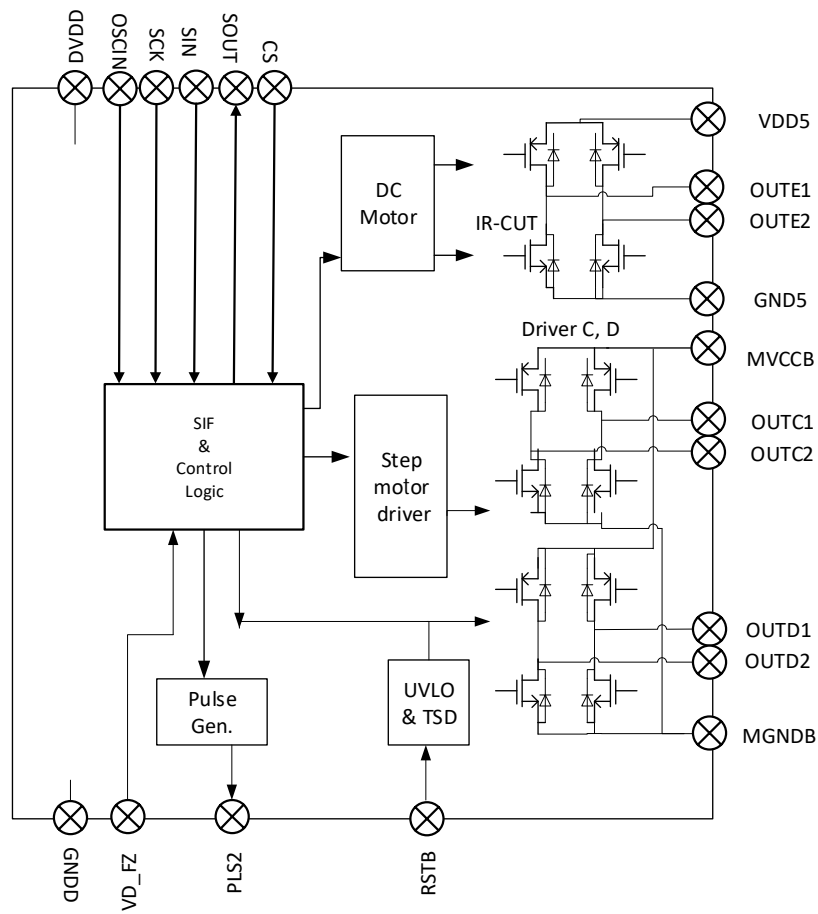 DVDD
OSCIN
SCK
SIN
SOUT
CS
VDD5
OUTE1
OUTE2
GND5
DC
Motor
IR-CUT
Driver C, D
MVCCB
OUTC1
OUTC2
SIF
&
Control
Logic
Step
motor
driver
OUTD1
OUTD2
MGNDB
Pulse
Gen.
UVLO
& TSD
GNDD
VD_FZ
PLS2
RSTB